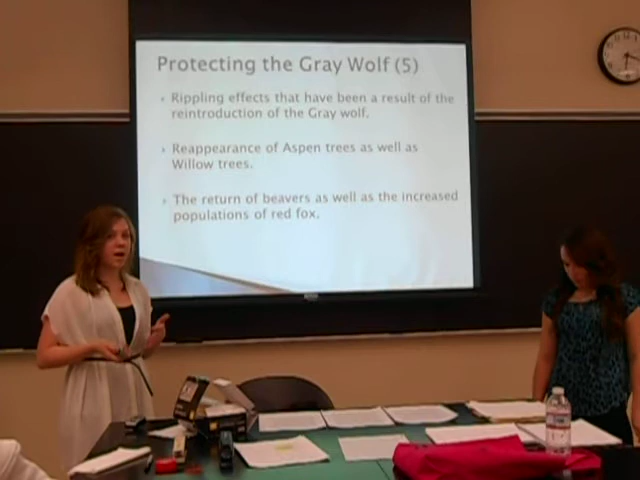 Protecting the Gray Wolf (5)
Rippling effects that have been a result of the
reintroduction of the Gray wolf.
Reappearance of Aspen trees as well as
Willow trees.
The return of beavers as well as the increased
populations of red fox.